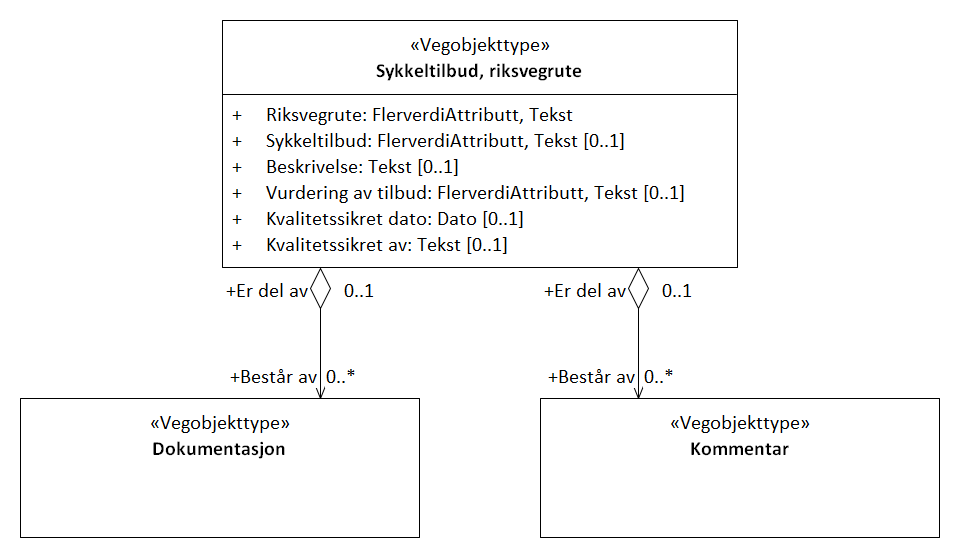 «Vegobjekttype»
Sykkeltilbud, riksvegrute
+ Riksvegrute: FlerverdiAttributt, Tekst
+ Sykkeltilbud: FlerverdiAttributt, Tekst [0..1]
+ Beskrivelse: Tekst [0..1]
+ Vurdering av tilbud: FlerverdiAttributt, Tekst [0..1]
+ Kvalitetssikret dato: Dato [0..1]
+ Kvalitetssikret av: Tekst [0..1]
+Er del av 0..1
+Er del av 0..1
+Består av 0..*
+Består av 0..*
«Vegobjekttype»
Dokumentasjon
«Vegobjekttype»
Kommentar